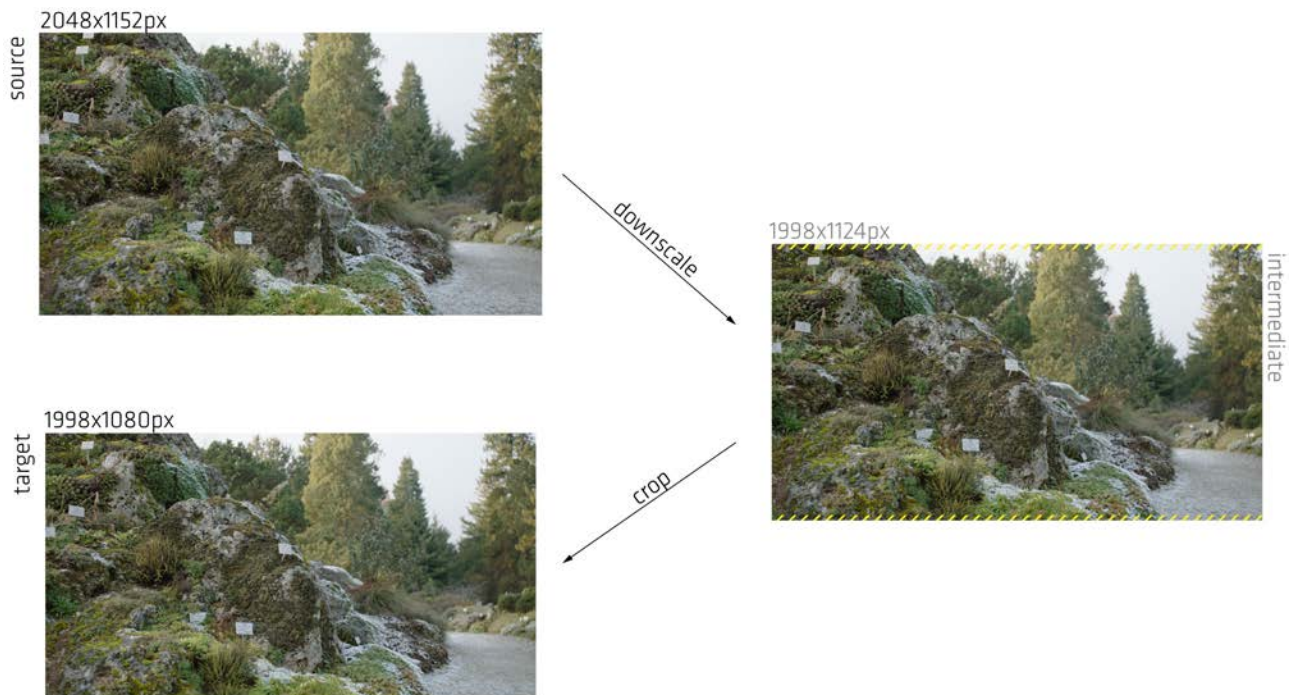 2048x1152px
source
downscale
1998x1124px
intermediate
crop
1998x1080px
target